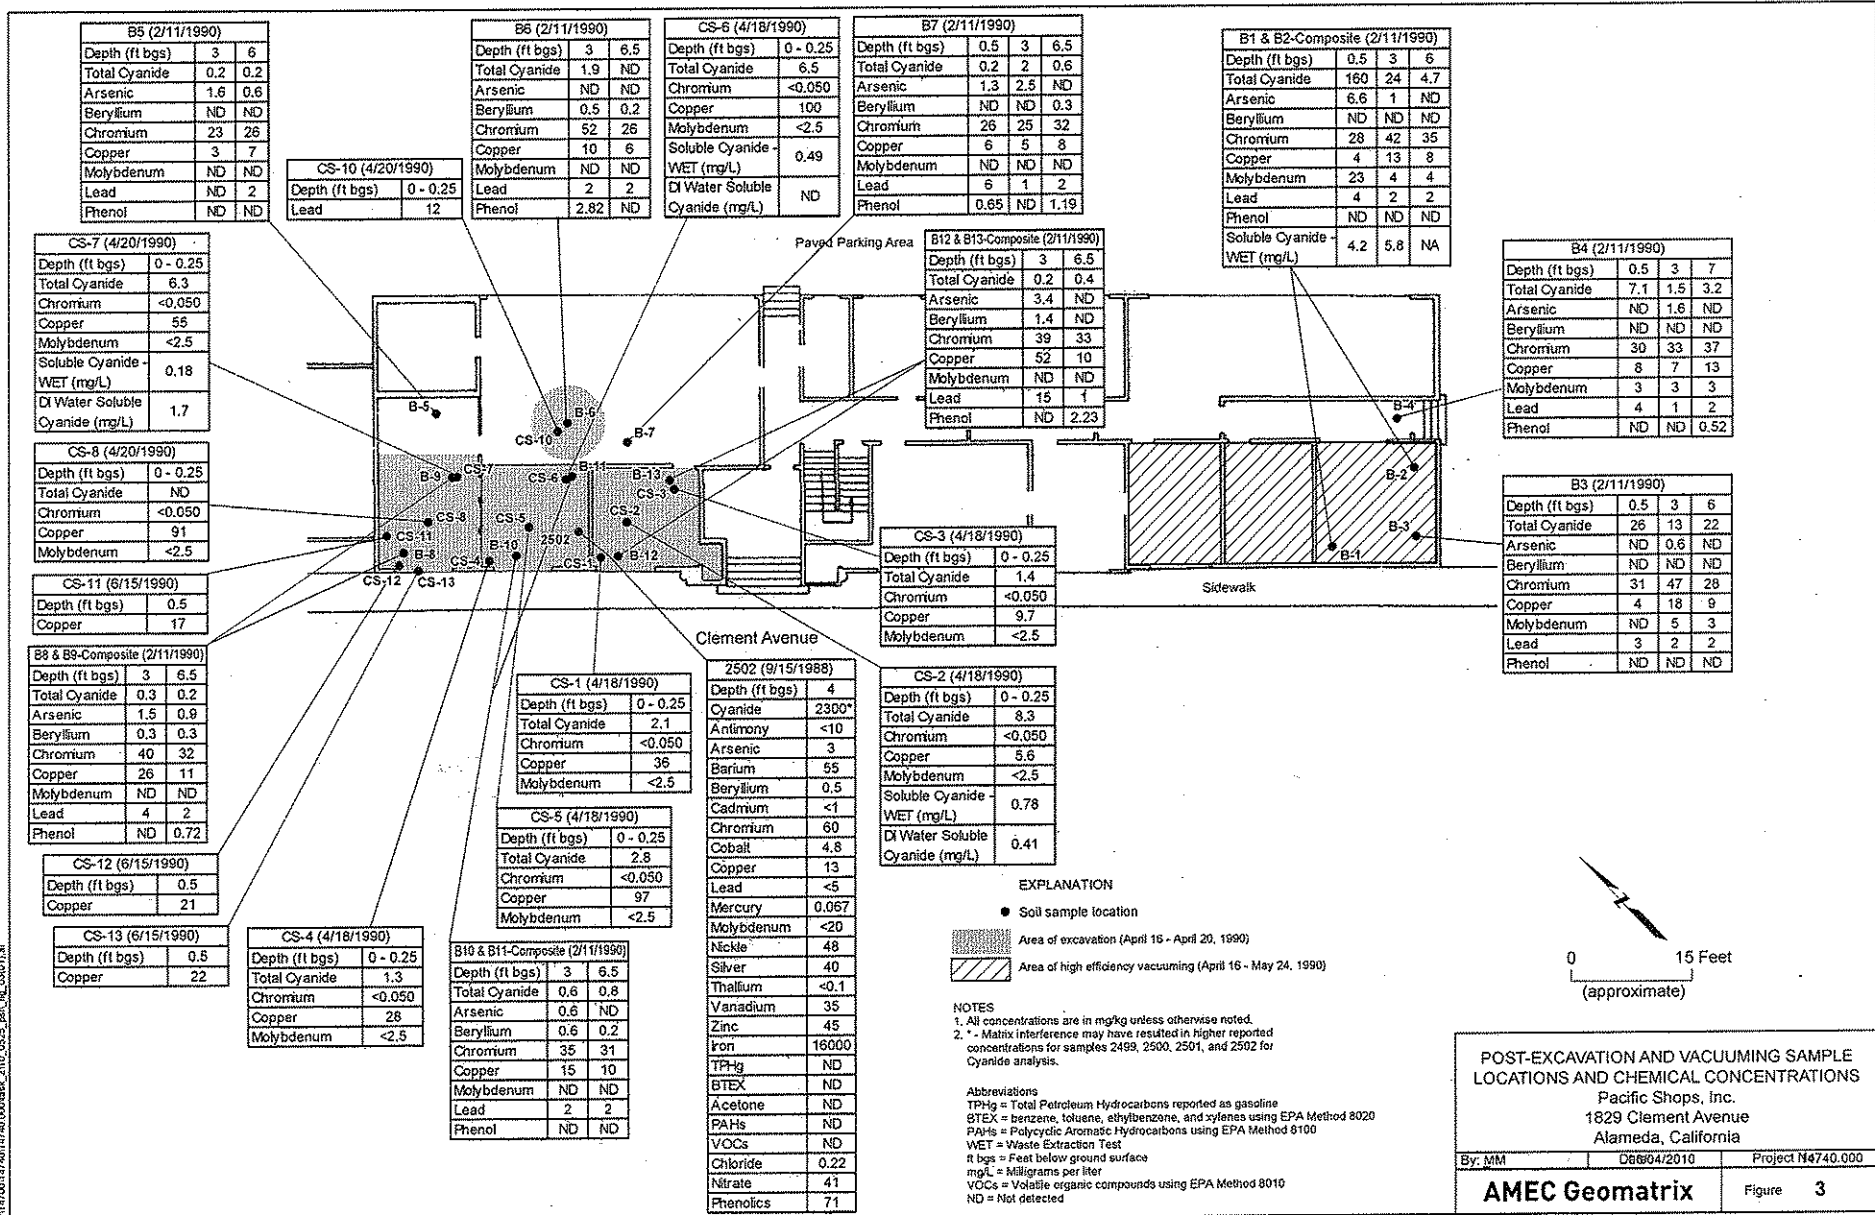 B5 (2/11/1990)
Depth (ft bgs) 3 6
Total Cyanide 0.2 0.2
Arsenic 1.6 0.6
Beryllium ND ND
Chromium 23 26
Copper 3 7
Molybdenum ND ND
Lead ND 2
Phenol ND ND
CS-10 (4/20/1990)
Depth (ft bgs) 0 - 0.25
Lead 12
B6 (2/11/1990)
Depth (ft bgs) 3 6.5
Total Cyanide 1.9 ND
Arsenic ND ND
Beryllium 0.5 0.2
Chromium 52 26
Copper 10 6
Molybdenum ND ND
Lead 2 2
Phenol 2.82 ND
CS-6 (4/18/1990)
Depth (ft bgs) 0 - 0.25
Total Cyanide 6.5
Chromium <0.050
Copper 100
Molybdenum <2.5
Soluble Cyanide -
WET (mg/L) 0.49
DI Water Soluble
Cyanide (mg/L) ND
B7 (2/11/1990)
Depth (ft bgs) 0.5 3 6.5
Total Cyanide 0.2 2 0.6
Arsenic 1.3 2.5 ND
Beryllium ND ND 0.3
Chromium 26 25 32
Copper 6 5 8
Molybdenum ND ND ND
Lead 6 1 2
Phenol 0.65 ND 1.19
B1 & B2-Composite (2/11/1990)
Depth (ft bgs) 0.5 3 6
Total Cyanide 160 24 4.7
Arsenic 6.6 1 ND
Beryllium ND ND ND
Chromium 28 42 35
Copper 4 13 8
Molybdenum 23 4 4
Lead 4 2 2
Phenol ND ND ND
Soluble Cyanide -
WET (mg/L) 4.2 5.8 NA
CS-7 (4/20/1990)
Depth (ft bgs) 0 - 0.25
Total Cyanide 6.3
Chromium <0.050
Copper 55
Molybdenum <2.5
Soluble Cyanide -
WET (mg/L) 0.18
DI Water Soluble
Cyanide (mg/L) 1.7
Paved Parking Area
B12 & B13-Composite (2/11/1990)
Depth (ft bgs) 3 6.5
Total Cyanide 0.2 0.4
Arsenic 3.4 ND
Beryllium 1.4 ND
Chromium 39 33
Copper 52 10
Molybdenum ND ND
Lead 15 1
Phenol ND 2.23
B4 (2/11/1990)
Depth (ft bgs) 0.5 3 7
Total Cyanide 7.1 1.5 3.2
Arsenic ND 1.6 ND
Beryllium ND ND ND
Chromium 30 33 37
Copper 8 7 13
Molybdenum 3 3 3
Lead 4 1 2
Phenol ND ND 0.52
B-5
B-6
CS-10
B-7
B-4
CS-8 (4/20/1990)
Depth (ft bgs) 0 - 0.25
Total Cyanide ND
Chromium <0.050
Copper 91
Molybdenum <2.5
B-9
CS-7
CS-6
B-11
B-13
CS-3
B-2
CS-8
CS-5
CS-2
CS-11
B-8
B-10
2502
CS-4
CS-1
B-12
CS-12
CS-13
B-3
B-1
B3 (2/11/1990)
Depth (ft bgs) 0.5 3 6
Total Cyanide 26 13 22
Arsenic ND 0.6 ND
Beryllium ND ND ND
Chromium 31 47 28
Copper 4 18 9
Molybdenum ND 5 3
Lead 3 2 2
Phenol ND ND ND
CS-11 (6/15/1990)
Depth (ft bgs) 0.5
Copper 17
CS-3 (4/18/1990)
Depth (ft bgs) 0 - 0.25
Total Cyanide 1.4
Chromium <0.050
Copper 9.7
Molybdenum <2.5
Sidewalk
Clement Avenue
B8 & B9-Composite (2/11/1990)
Depth (ft bgs) 3 6.5
Total Cyanide 0.3 0.2
Arsenic 1.5 0.9
Beryllium 0.3 0.3
Chromium 40 32
Copper 26 11
Molybdenum ND ND
Lead 4 2
Phenol ND 0.72
CS-1 (4/18/1990)
Depth (ft bgs) 0 - 0.25
Total Cyanide 2.1
Chromium <0.050
Copper 36
Molybdenum <2.5
2502 (9/15/1988)
Depth (ft bgs) 4
Cyanide 2300*
Antimony <10
Arsenic 3
Barium 55
Beryllium 0.5
Cadmium <1
Chromium 60
Cobalt 4.8
Copper 13
Lead <5
Mercury 0.067
Molybdenum <20
Nickle 48
Silver 40
Thallium <0.1
Vanadium 35
Zinc 45
Iron 16000
TPHg ND
BTEX ND
Acetone ND
PAHs ND
VOCs ND
Chloride 0.22
Nitrate 41
Phenolics 71
CS-2 (4/18/1990)
Depth (ft bgs) 0 - 0.25
Total Cyanide 8.3
Chromium <0.050
Copper 5.6
Molybdenum <2.5
Soluble Cyanide -
WET (mg/L) 0.78
DI Water Soluble
Cyanide (mg/L) 0.41
CS-5 (4/18/1990)
Depth (ft bgs) 0 - 0.25
Total Cyanide 2.8
Chromium <0.050
Copper 97
Molybdenum <2.5
CS-12 (6/15/1990)
Depth (ft bgs) 0.5
Copper 21
CS-13 (6/15/1990)
Depth (ft bgs) 0.5
Copper 22
CS-4 (4/18/1990)
Depth (ft bgs) 0 - 0.25
Total Cyanide 1.3
Chromium <0.050
Copper 28
Molybdenum <2.5
B10 & B11-Composite (2/11/1990)
Depth (ft bgs) 3 6.5
Total Cyanide 0.6 0.8
Arsenic 0.6 ND
Beryllium 0.6 0.2
Chromium 35 31
Copper 15 10
Molybdenum ND ND
Lead 2 2
Phenol ND ND
EXPLANATION
Soil sample location
Area of excavation (April 16 - April 20, 1990)
Area of high efficiency vacuuming (April 16 - May 24, 1990)
NOTES
1. All concentrations are in mg/kg unless otherwise noted.
2. * - Matrix interference may have resulted in higher reported
concentrations for samples 2499, 2500, 2501, and 2502 for
Cyanide analysis.
Abbreviations
TPHg = Total Petroleum Hydrocarbons reported as gasoline
BTEX = benzene, toluene, ethylbenzene, and xylenes using EPA Method 8020
PAHs = Polycyclic Aromatic Hydrocarbons using EPA Method 8100
WET = Waste Extraction Test
ft bgs = Feet below ground surface
mg/L = Milligrams per liter
VOCs = Volatile organic compounds using EPA Method 8010
ND = Not detected
Z
0 15 Feet
(approximate)
POST-EXCAVATION AND VACUUMING SAMPLE
LOCATIONS AND CHEMICAL CONCENTRATIONS
Pacific Shops, Inc.
1829 Clement Avenue
Alameda, California
By: MM 04/2010 Project 4740.000
AMEC Geomatrix Figure 3